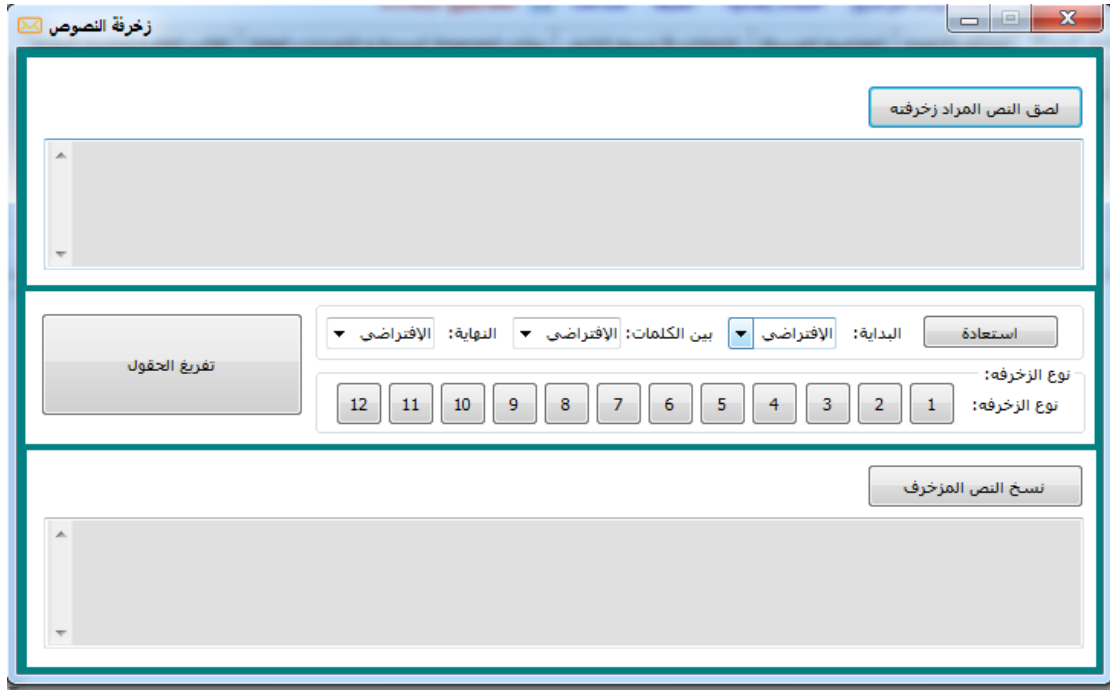 زخرفة النصوص
لصق النص المراد زخرفته
استعادة البداية: الإفتراضي بين الكلمات: الإفتراضي النهاية: الإفتراضي
تفريغ الحقول
نوع الزخرفه:
نوع الزخرفه: 1 2 3 4 5 6 7 8 9 10 11 12
نسخ النص المزخرف